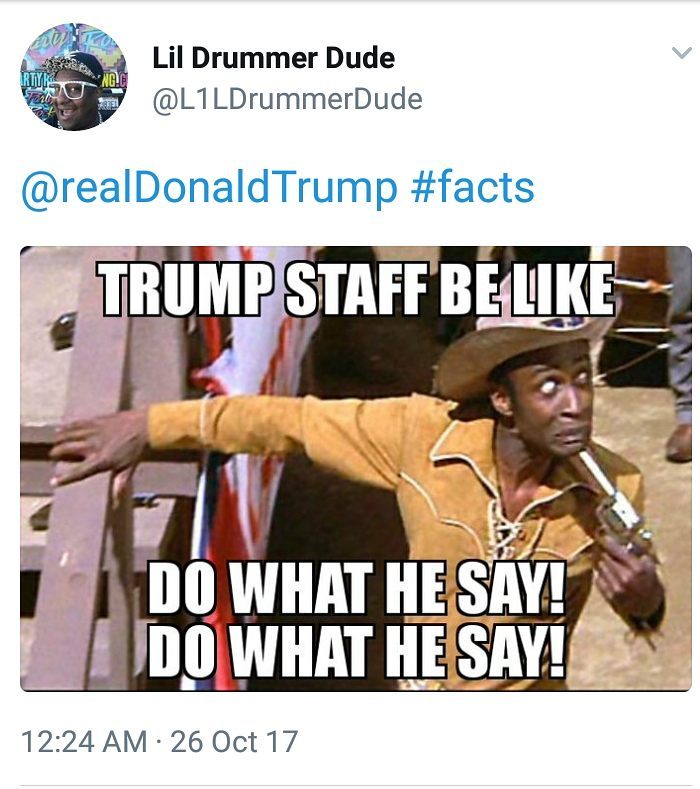 Lil Drummer Dude
@L1LDrummerDude
@realDonaldTrump #facts
TRUMP STAFF BE LIKE
DO WHAT HE SAY!
DO WHAT HE SAY!
12:24 AM · 26 Oct 17